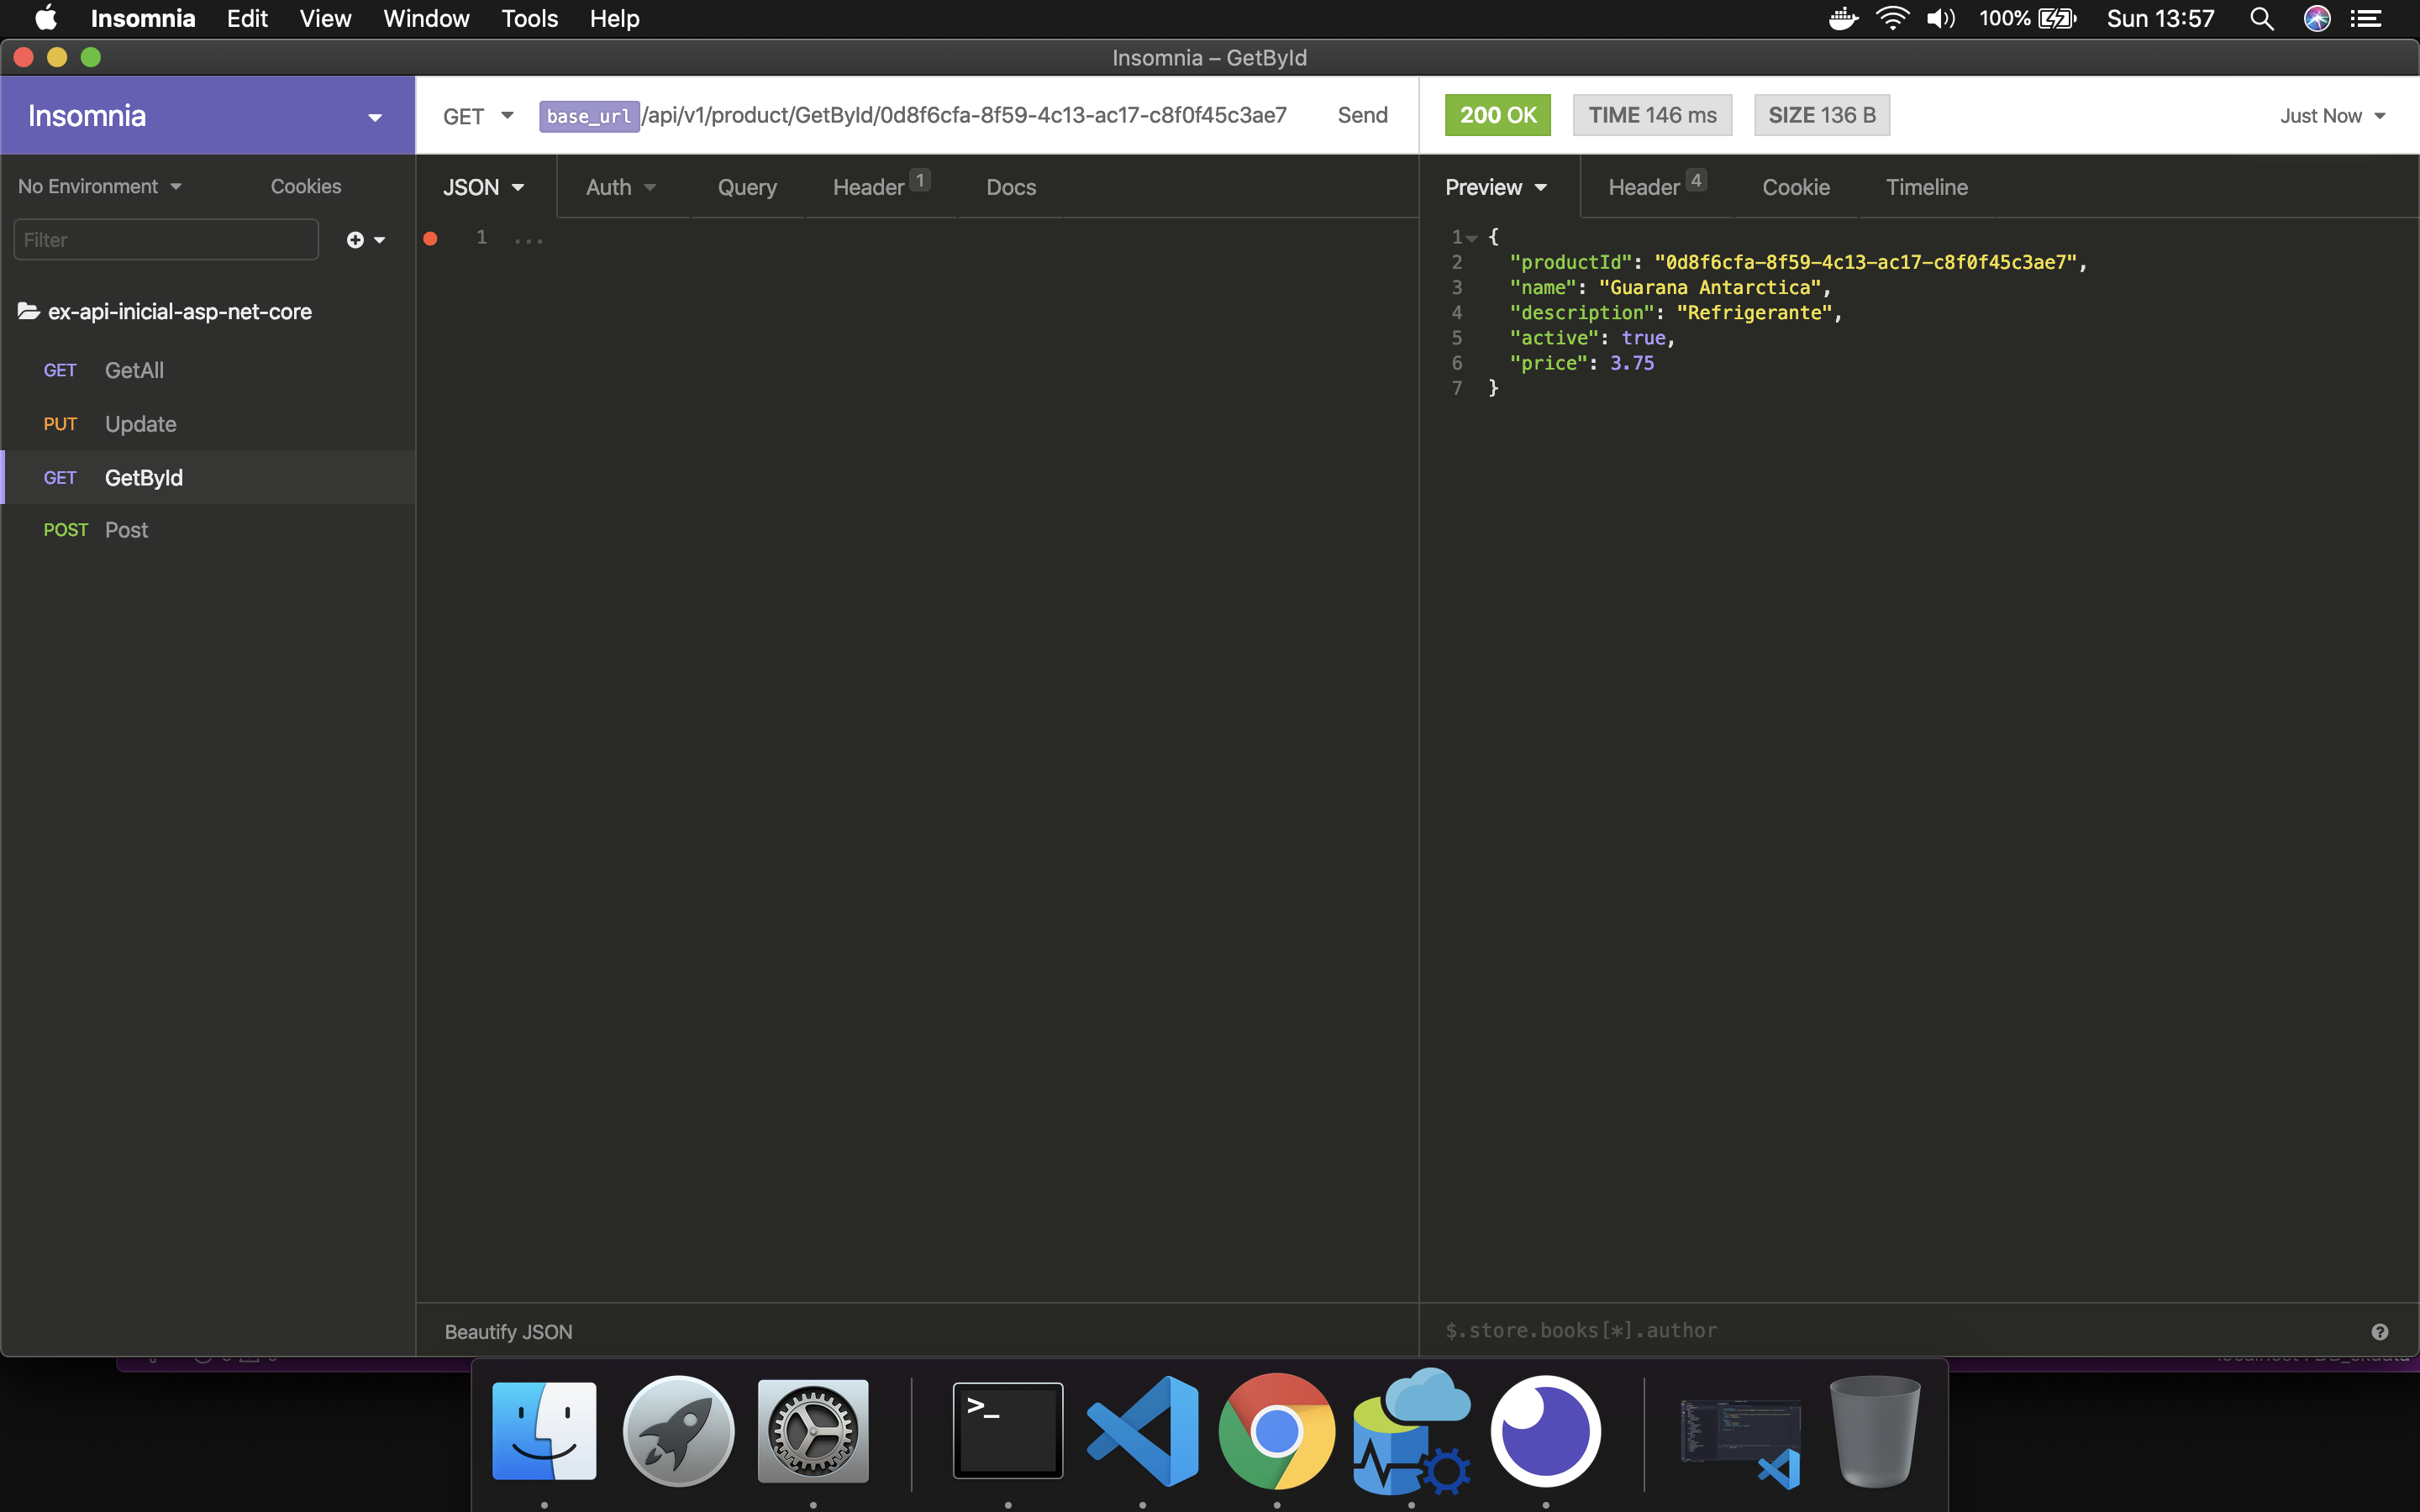 Insomnia Edit View Window Tools Help 100% Sun 13:57
Insomnia – GetById
Insomnia
GET base_url/api/v1/product/GetById/0d8f6cfa-8f59-4c13-ac17-c8f0f45c3ae7 Send
200 OK TIME 146 ms SIZE 136 B Just Now
No Environment Cookies
JSON Auth Query Header 1 Docs
Preview Header 4 Cookie Timeline
Filter
1 ...
1 {
2 "productId": "0d8f6cfa-8f59-4c13-ac17-c8f0f45c3ae7",
3 "name": "Guarana Antarctica",
4 "description": "Refrigerante",
5 "active": true,
6 "price": 3.75
7 }
ex-api-inicial-asp-net-core
GET GetAll
PUT Update
GET GetById
POST Post
Beautify JSON
$.store.books[*].author
>_